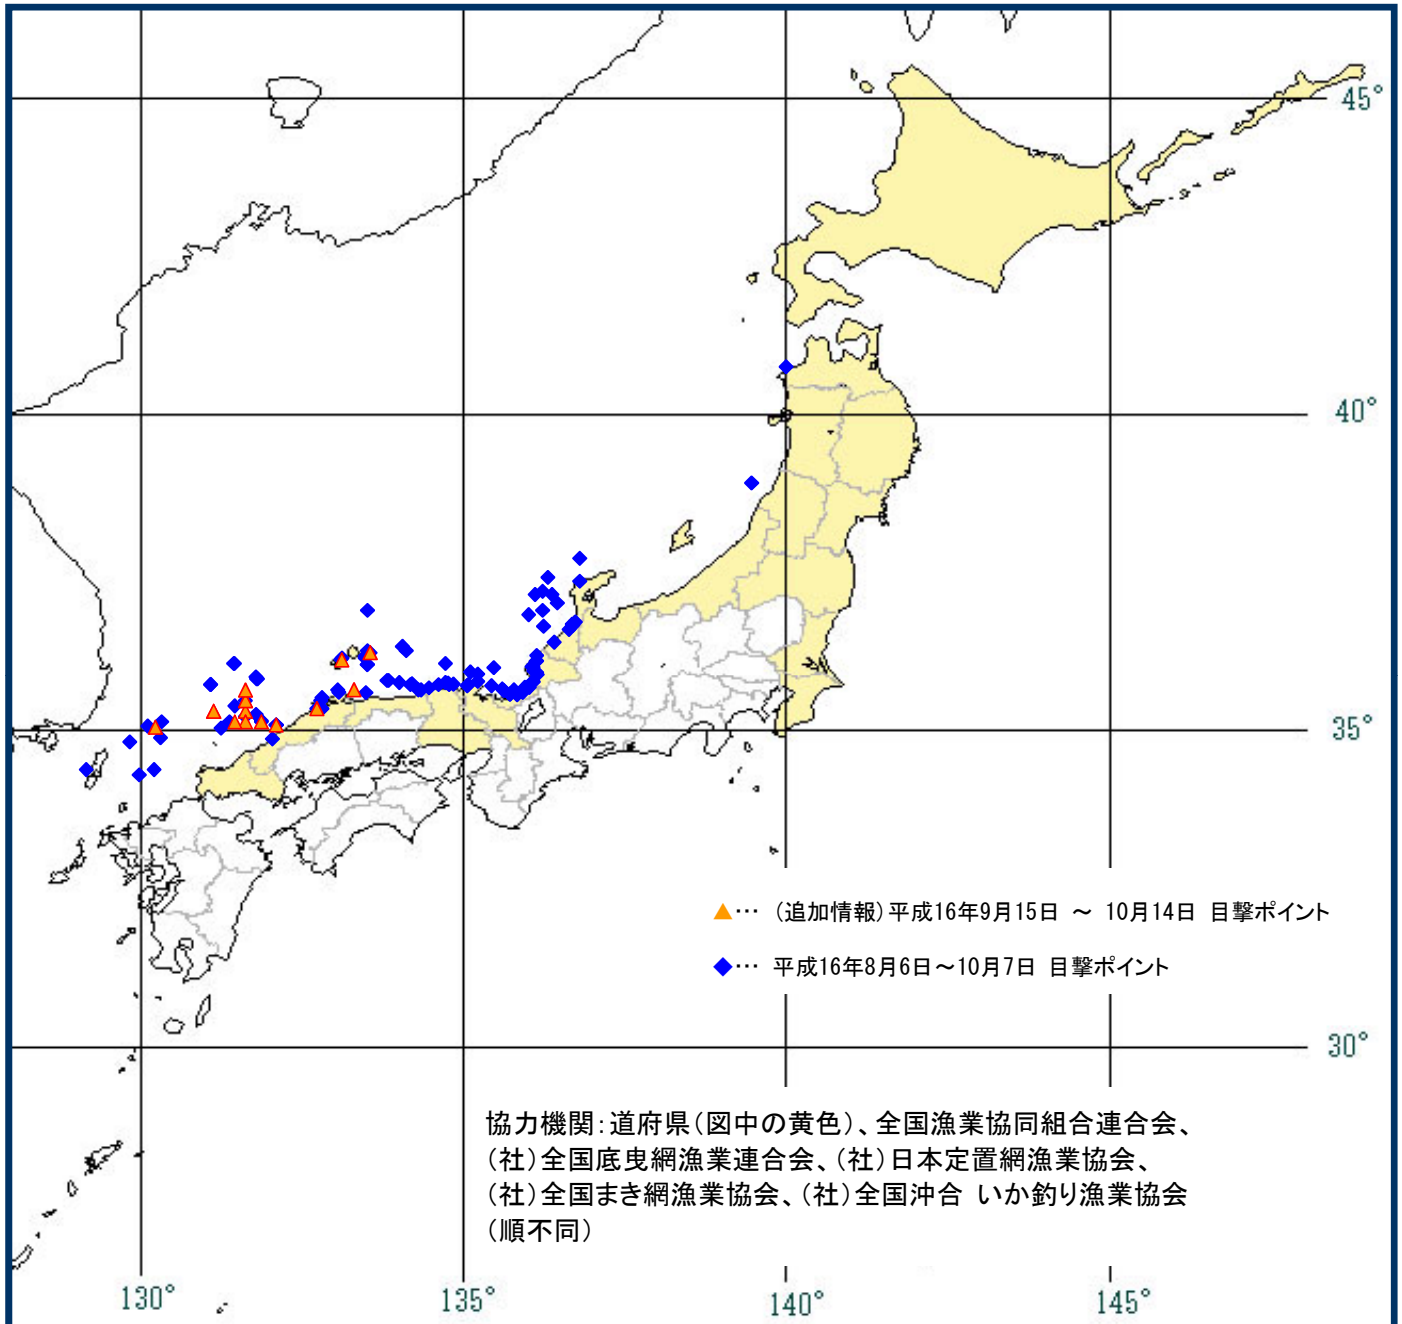 45°
40°
35°
▲… （追加情報）平成16年9月15日 ～ 10月14日 目撃ポイント
◆… 平成16年8月6日～10月7日 目撃ポイント
30°
協力機関：道府県（図中の黄色）、全国漁業協同組合連合会、
（社）全国底曳網漁業連合会、（社）日本定置網漁業協会、
（社）全国まき網漁業協会、（社）全国沖合 いか釣り漁業協会
（順不同）
130° 135° 140° 145°